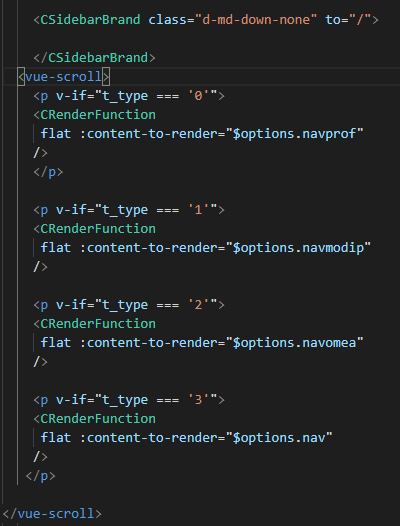 <CSidebarBrand class="d-md-down-none" to="/">
</CSidebarBrand>
<vue-scroll>
<p v-if="t_type === '0'">
<CRenderFunction
flat :content-to-render="$options.navprof"
/>
</p>
<p v-if="t_type === '1'">
<CRenderFunction
flat :content-to-render="$options.navmodip"
/>
<p v-if="t_type === '2'">
<CRenderFunction
flat :content-to-render="$options.navomea"
/>
<p v-if="t_type === '3'">
<CRenderFunction
flat :content-to-render="$options.nav"
/>
</p>
</vue-scroll>